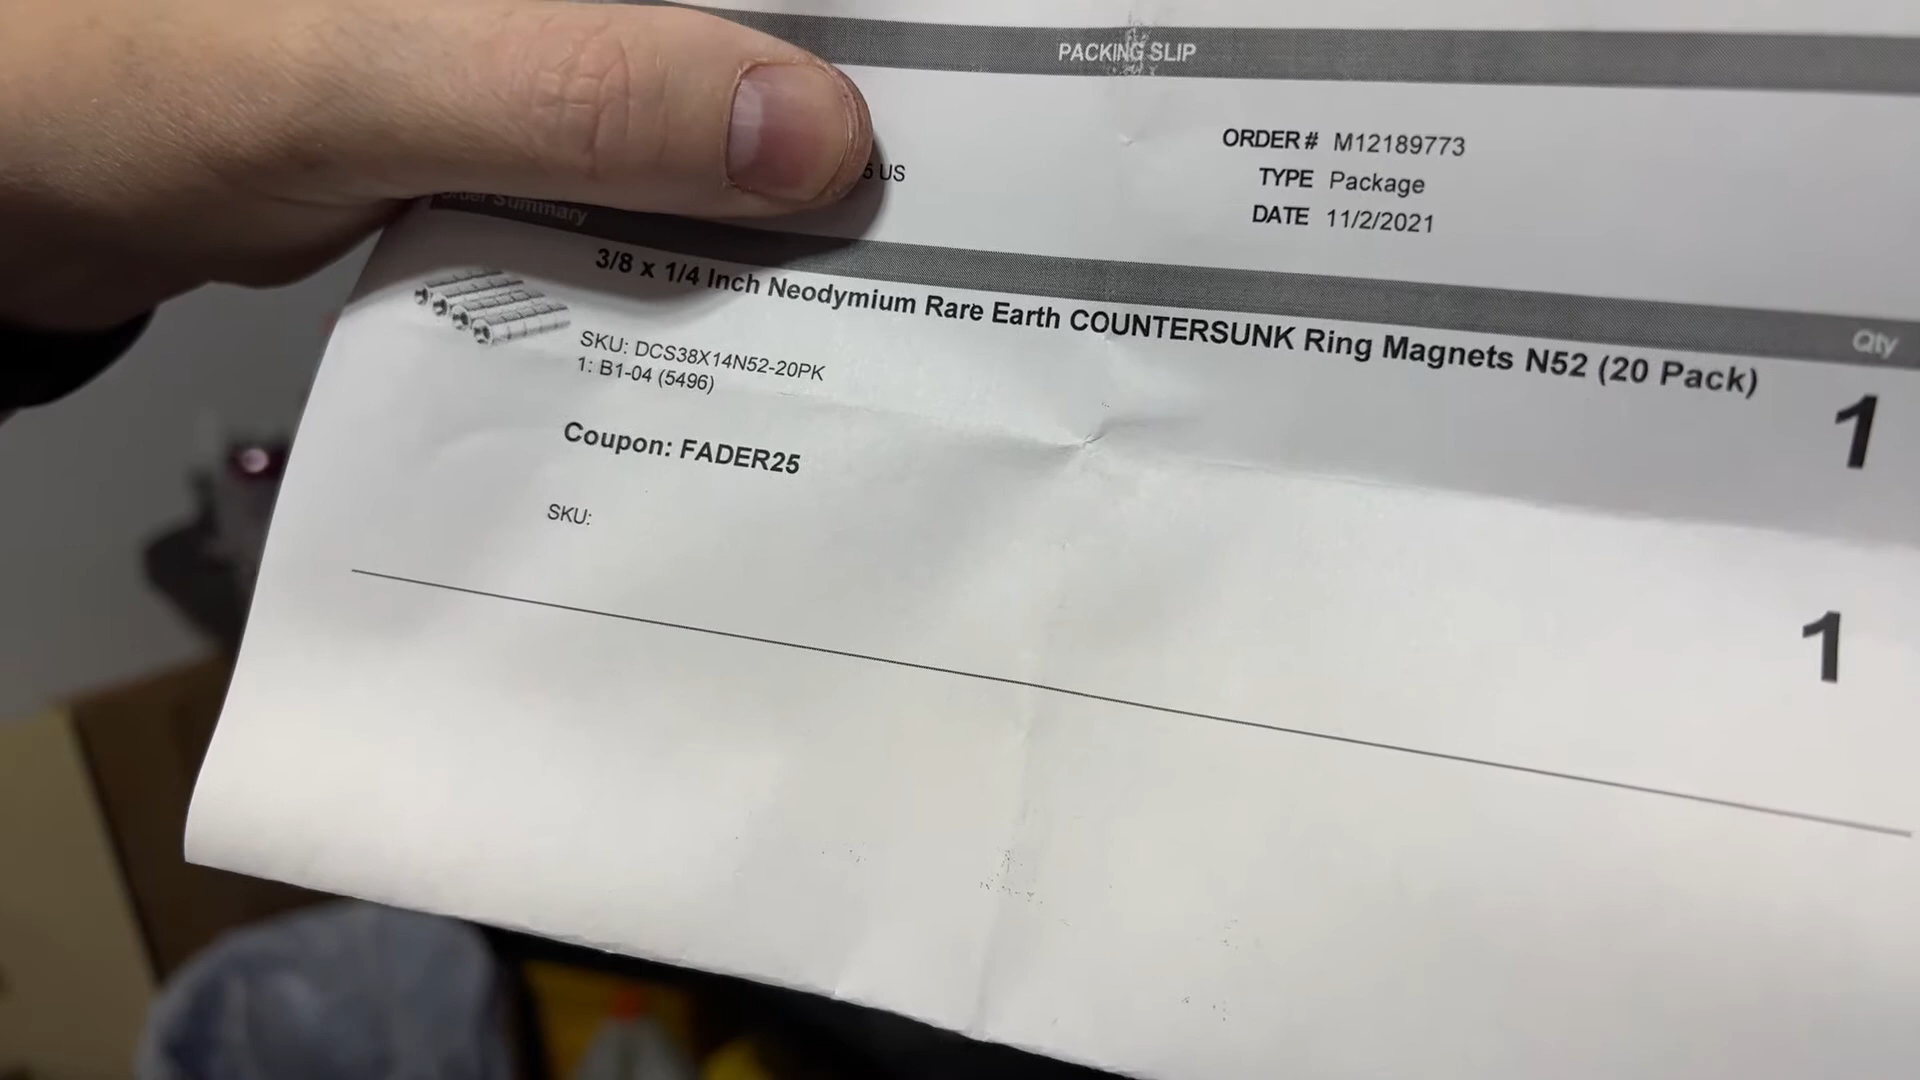 PACKING SLIP
ORDER # M12189773
TYPE Package
DATE 11/2/2021
US
Order Summary
Qty
3/8 x 1/4 Inch Neodymium Rare Earth COUNTERSUNK Ring Magnets N52 (20 Pack)
1
SKU: DCS38X14N52-20PK
1: B1-04 (5496)
Coupon: FADER25
1
SKU: